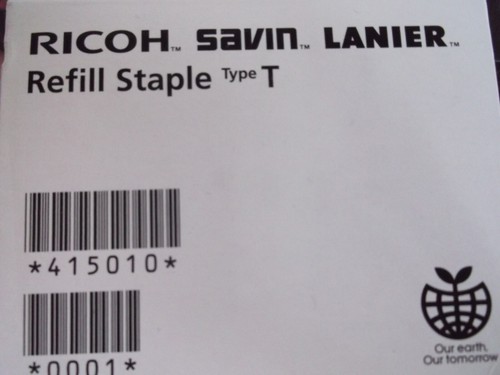 RICOH™ savin™ LANIER™
Refill Staple Type T
*415010*
*0001*
Our earth,
Our tomorrow